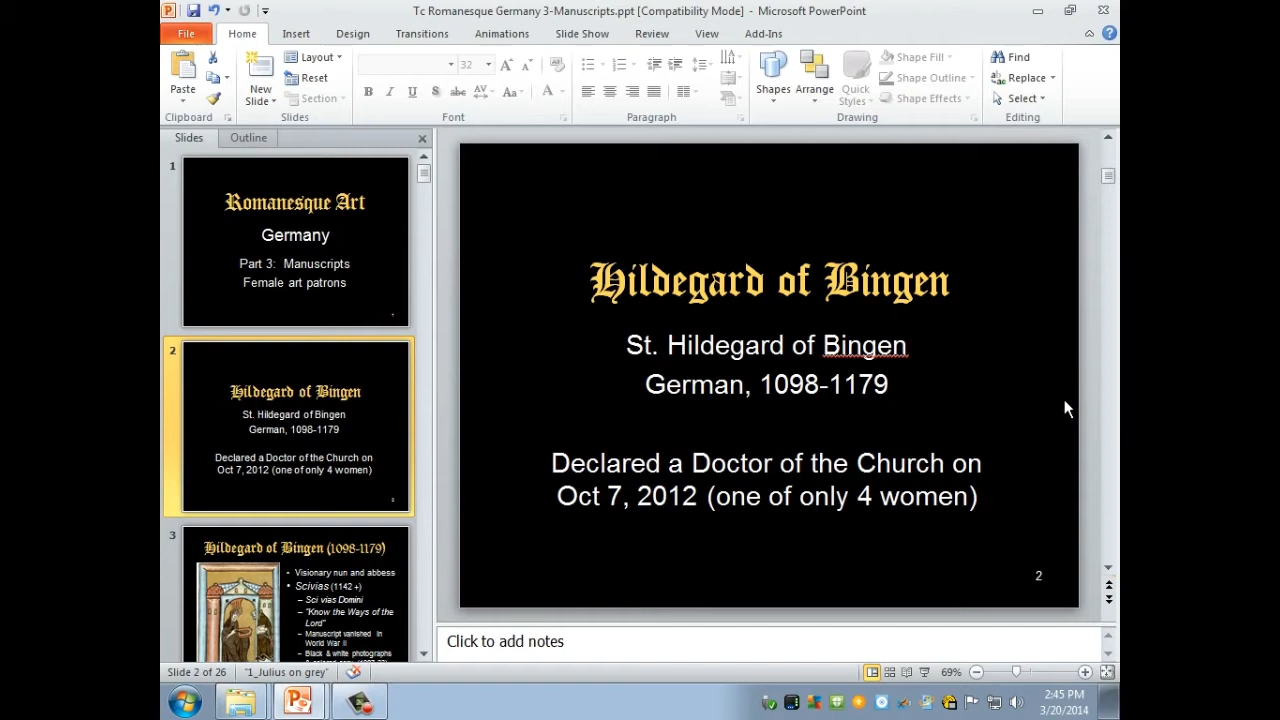 Tc Romanesque Germany 3-Manuscripts.ppt [Compatibility Mode] - Microsoft PowerPoint
File Home Insert Design Transitions Animations Slide Show Review View Add-Ins
Paste
New
Slide
Layout
Reset
Section
32
B I U S abc AV Aa A
Shapes
Arrange
Quick
Styles
Shape Fill
Shape Outline
Shape Effects
Find
Replace
Select
Clipboard Slides Font Paragraph Drawing Editing
Slides Outline
1
Romanesque Art
Germany
Part 3: Manuscripts
Female art patrons
2
Hildegard of Bingen
St. Hildegard of Bingen
German, 1098-1179
Declared a Doctor of the Church on
Oct 7, 2012 (one of only 4 women)
3
Hildegard of Bingen (1098-1179)
• Visionary nun and abbess
• Scivias (1142 +)
– Sci vias Domini
– "Know the Ways of the
Lord"
– Manuscript vanished in
World War II
– Black & white photographs
Hildegard of Bingen
St. Hildegard of Bingen
German, 1098-1179
Declared a Doctor of the Church on
Oct 7, 2012 (one of only 4 women)
2
Click to add notes
Slide 2 of 26 "1_Julius on grey" 69%
2:45 PM
3/20/2014